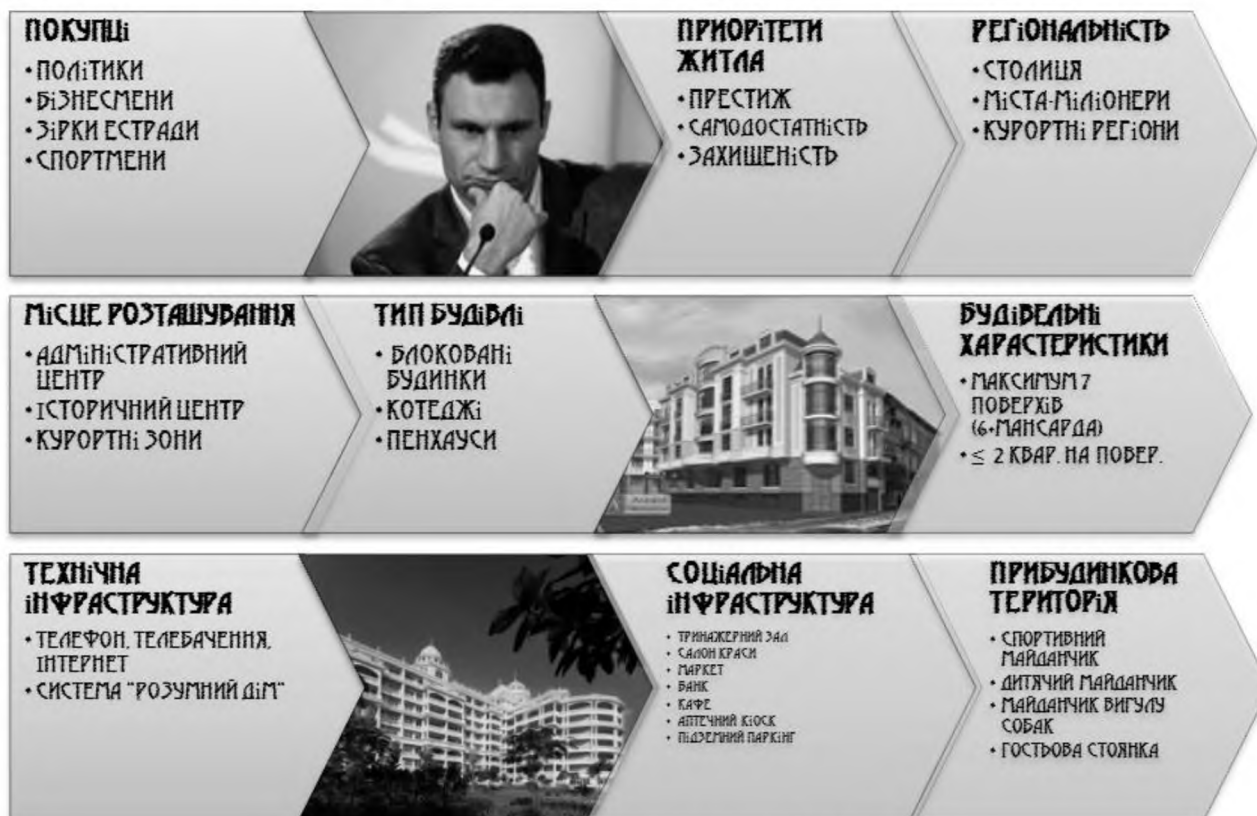 ПОКУПЦІ
• ПОЛІТИКИ
• БІЗНЕСМЕНИ
• ЗІРКИ ЕСТРАДИ
• СПОРТМЕНИ
ПРИОРІТЕТИ
ЖИТЛА
• ПРЕСТИЖ
• САМОДОСТАТНІСТЬ
• ЗАХИЩЕНІСТЬ
РЕГІОНАЛЬНІСТЬ
• СТОЛИЦЯ
• МІСТА-МІЛІОНЕРИ
• КУРОРТНІ РЕГІОНИ
МІСЦЕ РОЗТАШУВАННЯ
• АДМІНІСТРАТИВНИЙ
ЦЕНТР
• ІСТОРИЧНИЙ ЦЕНТР
• КУРОРТНІ ЗОНИ
ТИП БУДІВЛІ
• БЛОКОВАНІ
БУДИНКИ
• КОТЕДЖІ
• ПЕНХАУСИ
БУДІВЕЛЬНІ
ХАРАСТЕРИСТИКИ
• МАКСИМУМ 7
ПОВЕРХІВ
(6+МАНСАРДА)
• ≤ 2 КВАР. НА ПОВЕР.
ТЕХНІЧНА
ІНФРАСТРУКТУРА
• ТЕЛЕФОН, ТЕЛЕБАЧЕННЯ,
ІНТЕРНЕТ
• СИСТЕМА "РОЗУМНИЙ ДІМ"
СОЦІАЛЬНА
ІНФРАСТРУКТУРА
• ТРИНАЖЕРНИЙ ЗАЛ
• САЛОН КРАСИ
• МАРКЕТ
• БАНК
• КАФЕ
• АПТЕЧНИЙ КІОСК
• ПІДЗЕМНИЙ ПАРКІНГ
ПРИБУДИНКОВА
ТЕРИТОРІЯ
• СПОРТИВНИЙ
МАЙДАНЧИК
• ДИТЯЧИЙ МАЙДАНЧИК
• МАЙДАНЧИК ВИГУЛУ
СОБАК
• ГОСТЬОВА СТОЯНКА